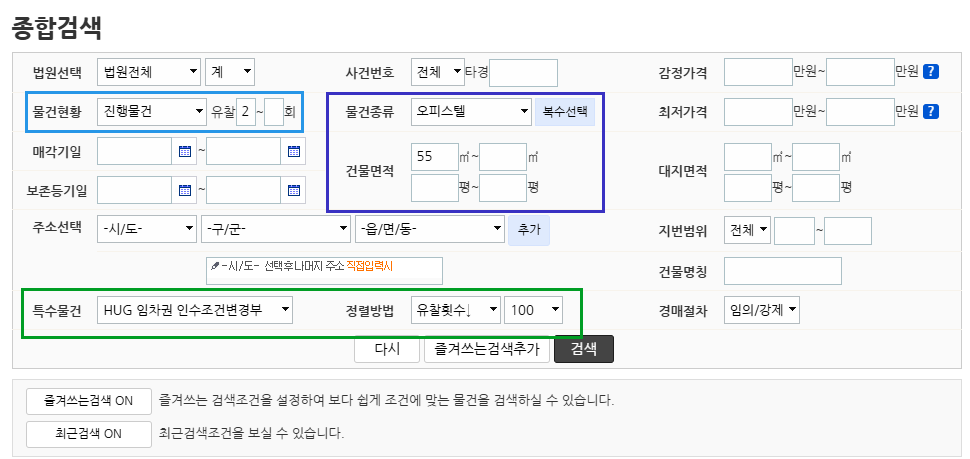 종합검색
법원선택 법원전체 계 사건번호 전체 타경 감정가격 만원~ 만원 ?
물건현황 진행물건 유찰 2 ~ 회 물건종류 오피스텔 복수선택 최저가격 만원~ 만원 ?
매각기일 ~ 건물면적 55 ㎡~ ㎡ 대지면적 ㎡~ ㎡
보존등기일 ~ 평~ 평 평~ 평
주소선택 -시/도- -구/군- -읍/면/동- 추가 지번범위 전체 ~
-시/도- 선택후 나머지 주소 직접입력시 건물명칭
특수물건 HUG 임차권 인수조건변경부 정렬방법 유찰횟수↓ 100 경매절차 임의/강제
다시 즐겨쓰는검색추가 검색
즐겨쓰는검색 ON 즐겨쓰는 검색조건을 설정하여 보다 쉽게 조건에 맞는 물건을 검색하실 수 있습니다.
최근검색 ON 최근검색조건을 보실 수 있습니다.